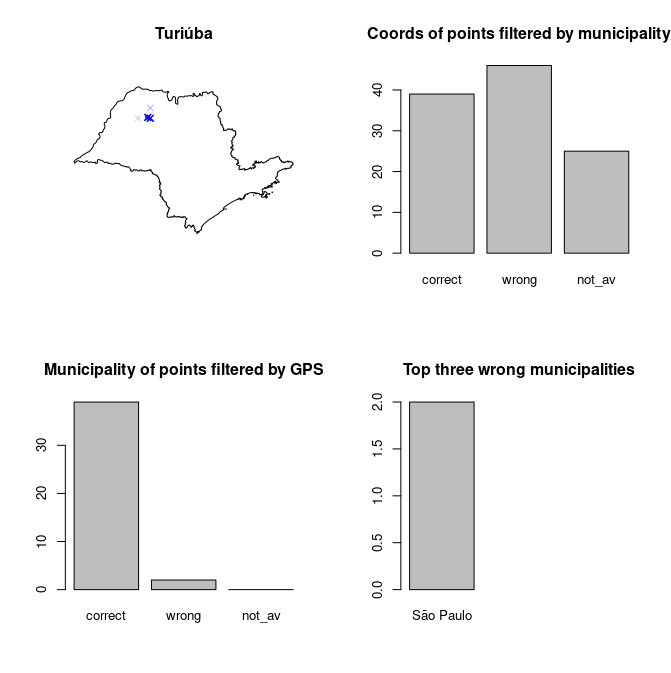 Turiúba
Coords of points filtered by municipality
40
30
20
10
0
correct wrong not_av
Municipality of points filtered by GPS
30
20
10
0
correct wrong not_av
Top three wrong municipalities
2.0
1.5
1.0
0.5
0.0
São Paulo